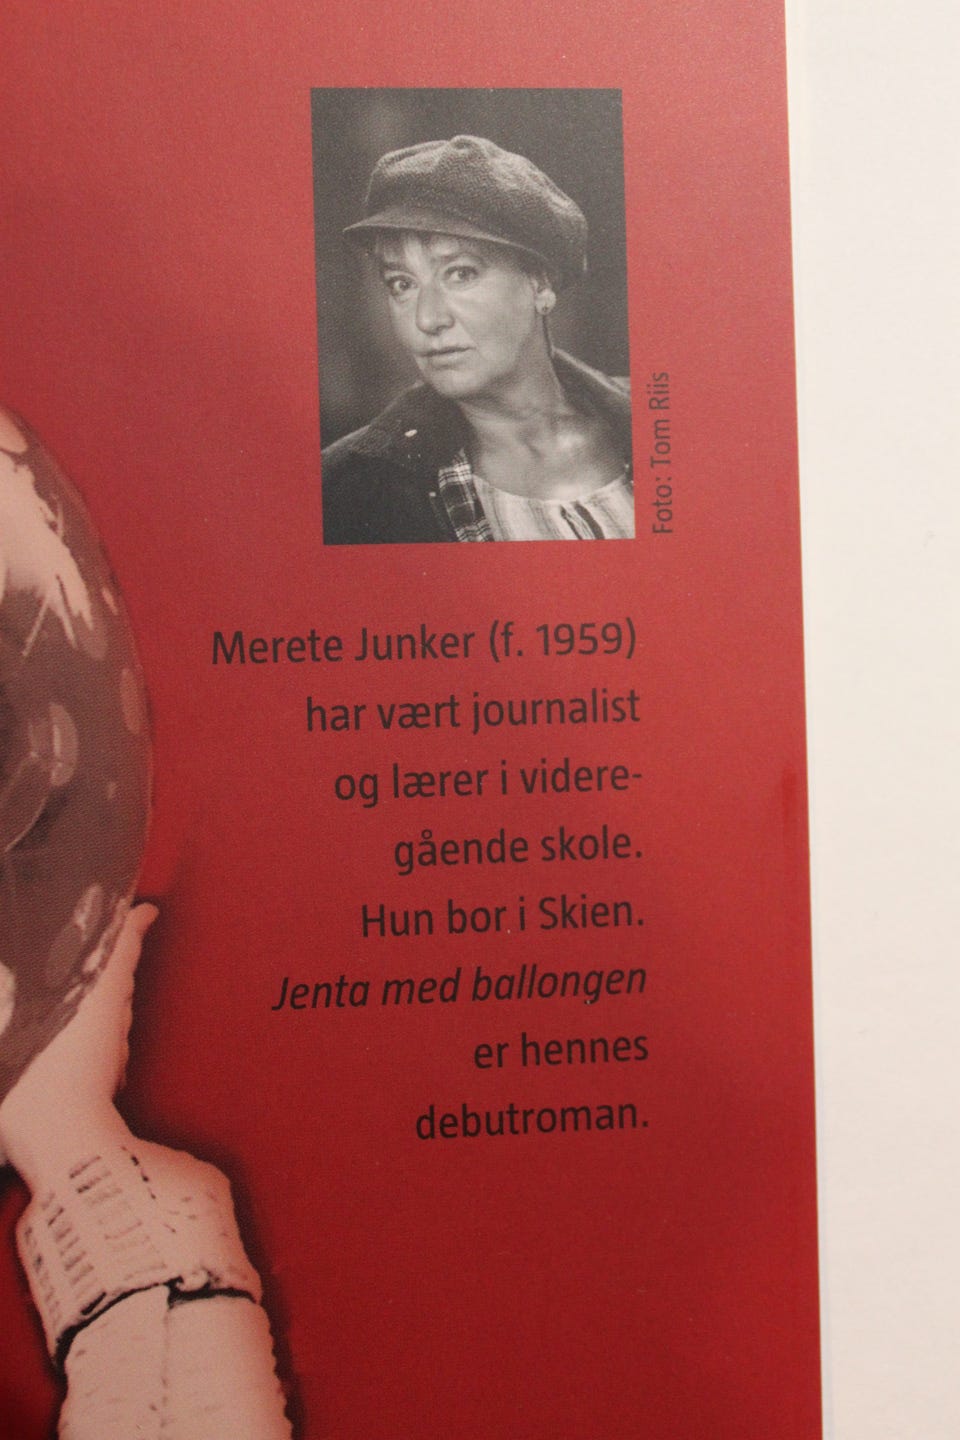 Foto: Tom Riis
Merete Junker (f. 1959)
har vært journalist
og lærer i videre-
gående skole.
Hun bor i Skien.
Jenta med ballongen
er hennes
debutroman.